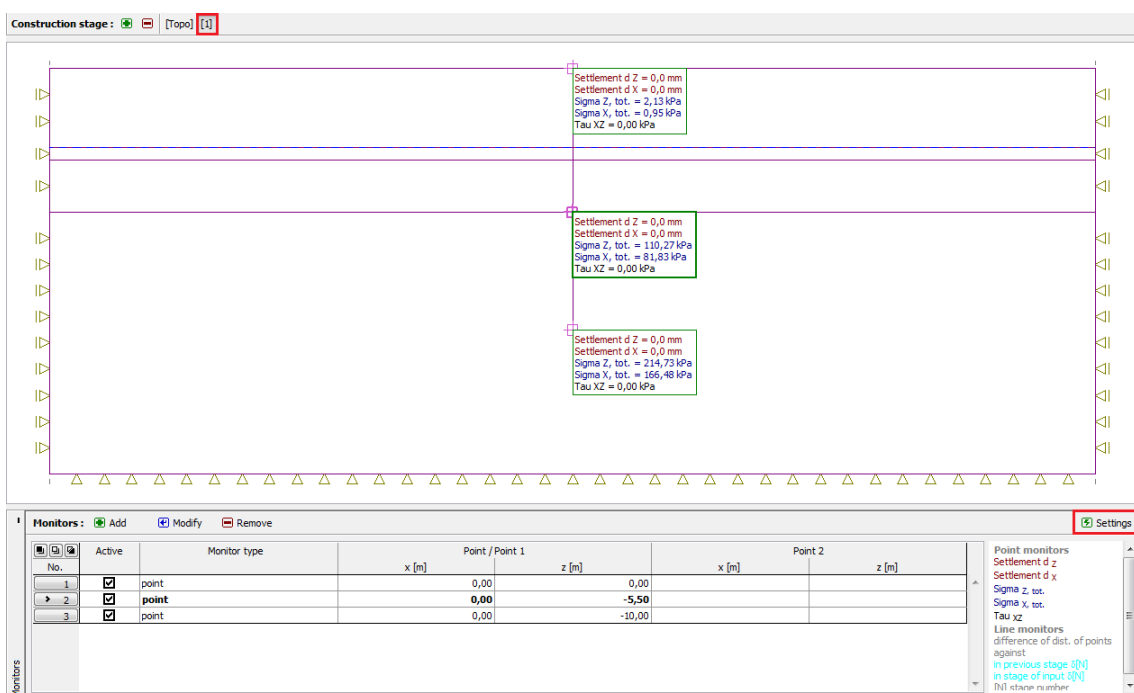 Construction stage : [Topo] [1]
Settlement d Z = 0,0 mm
Settlement d X = 0,0 mm
Sigma Z, tot. = 2,13 kPa
Sigma X, tot. = 0,95 kPa
Tau XZ = 0,00 kPa
Settlement d Z = 0,0 mm
Settlement d X = 0,0 mm
Sigma Z, tot. = 110,27 kPa
Sigma X, tot. = 81,83 kPa
Tau XZ = 0,00 kPa
Settlement d Z = 0,0 mm
Settlement d X = 0,0 mm
Sigma Z, tot. = 214,73 kPa
Sigma X, tot. = 166,48 kPa
Tau XZ = 0,00 kPa
Monitors : Add Modify Remove Settings
No. Active Monitor type Point / Point 1 Point 2
x [m] z [m] x [m] z [m]
1 point 0,00 0,00
2 point 0,00 -5,50
3 point 0,00 -10,00
Point monitors
Settlement d Z
Settlement d X
Sigma Z, tot.
Sigma X, tot.
Tau XZ
Line monitors
difference of dist. of points
against
in previous stage δ[N]
in stage of input δ[N]
[N] stage number
Monitors